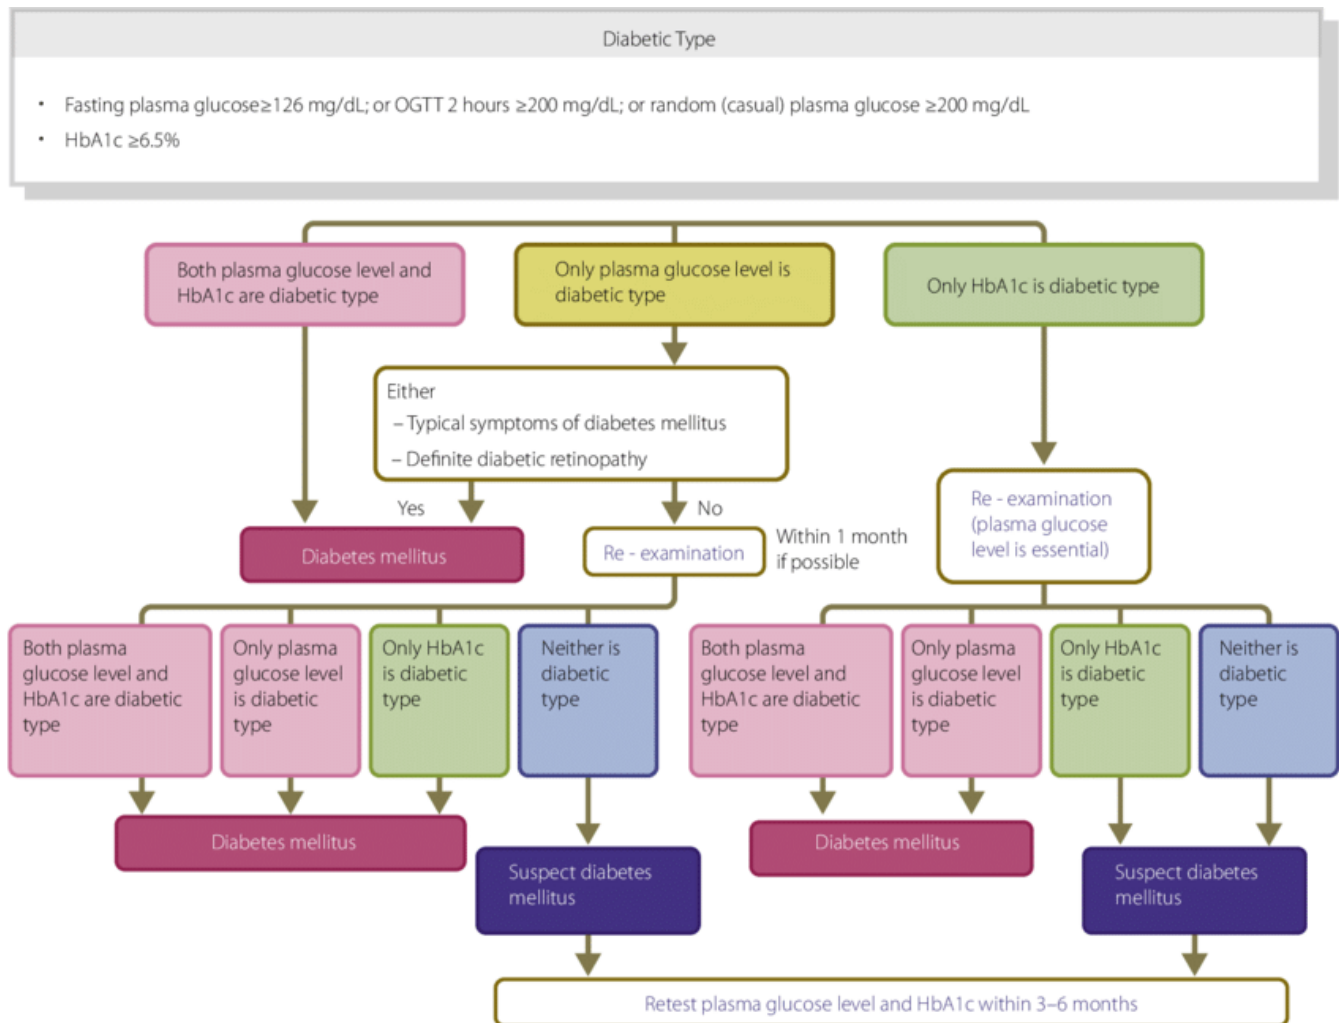 Diabetic Type
• Fasting plasma glucose≥126 mg/dL; or OGTT 2 hours ≥200 mg/dL; or random (casual) plasma glucose ≥200 mg/dL
• HbA1c ≥6.5%
Both plasma glucose level and
HbA1c are diabetic type
Only plasma glucose level is
diabetic type
Only HbA1c is diabetic type
Either
– Typical symptoms of diabetes mellitus
– Definite diabetic retinopathy
Yes
No
Diabetes mellitus
Re - examination
Within 1 month
if possible
Re - examination
(plasma glucose
level is essential)
Both plasma
glucose level and
HbA1c are diabetic
type
Only plasma
glucose level
is diabetic
type
Only HbA1c
is diabetic
type
Neither is
diabetic
type
Both plasma
glucose level and
HbA1c are diabetic
type
Only plasma
glucose level
is diabetic
type
Only HbA1c
is diabetic
type
Neither is
diabetic
type
Diabetes mellitus
Suspect diabetes
mellitus
Diabetes mellitus
Suspect diabetes
mellitus
Retest plasma glucose level and HbA1c within 3–6 months